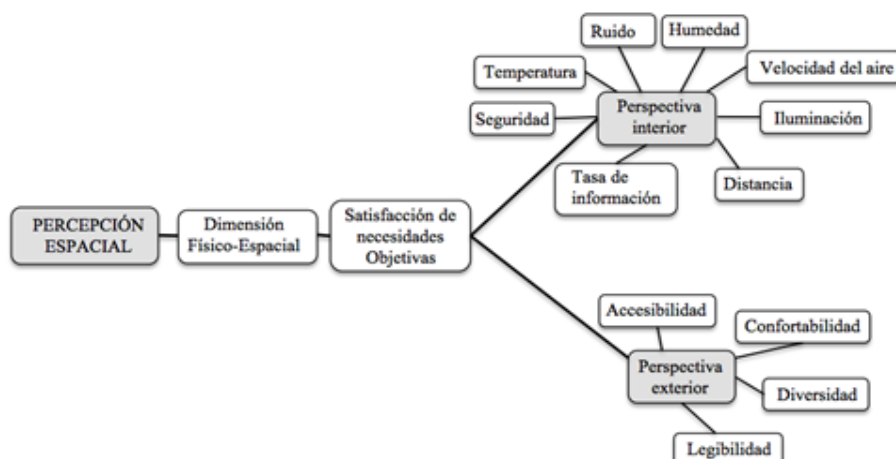 Ruido
Humedad
Temperatura
Velocidad del aire
Seguridad
Perspectiva
interior
Iluminación
Tasa de
información
Distancia
PERCEPCIÓN
ESPACIAL
Dimensión
Físico-Espacial
Satisfacción de
necesidades
Objetivas
Accesibilidad
Confortabilidad
Perspectiva
exterior
Diversidad
Legibilidad